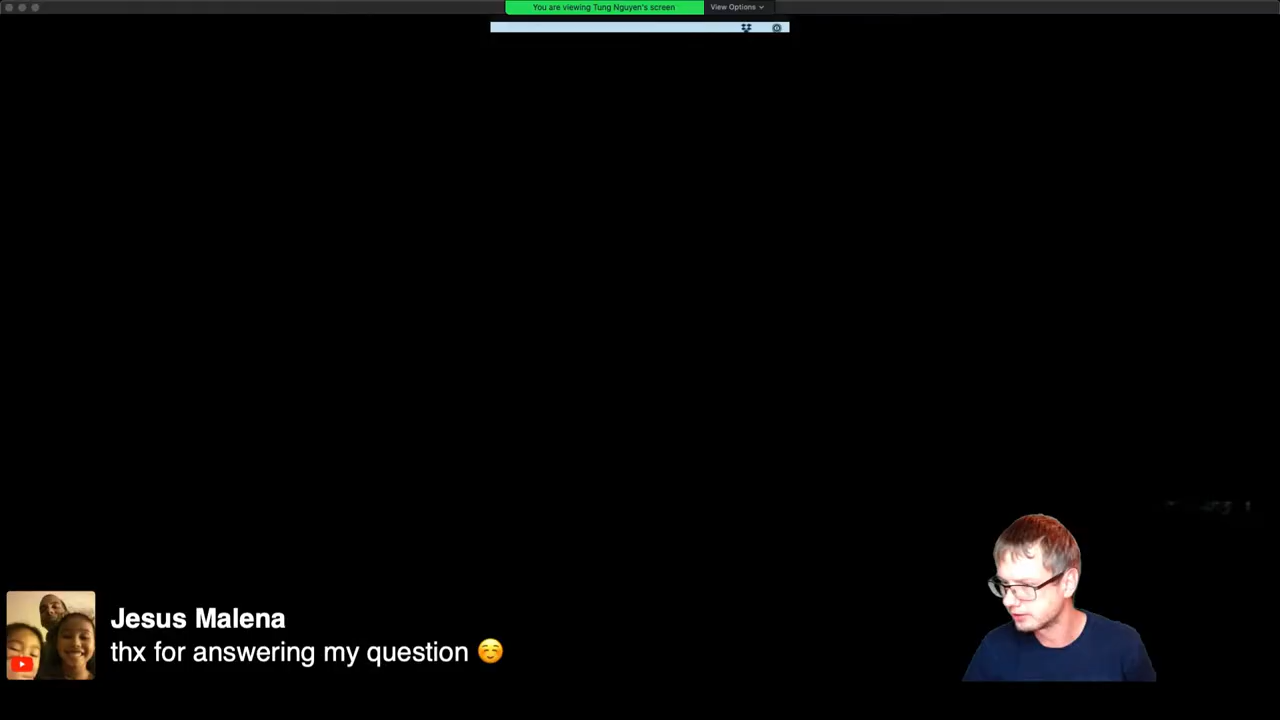 You are viewing Tung Nguyen's screen
View Options
Jesus Malena
thx for answering my question ☺️